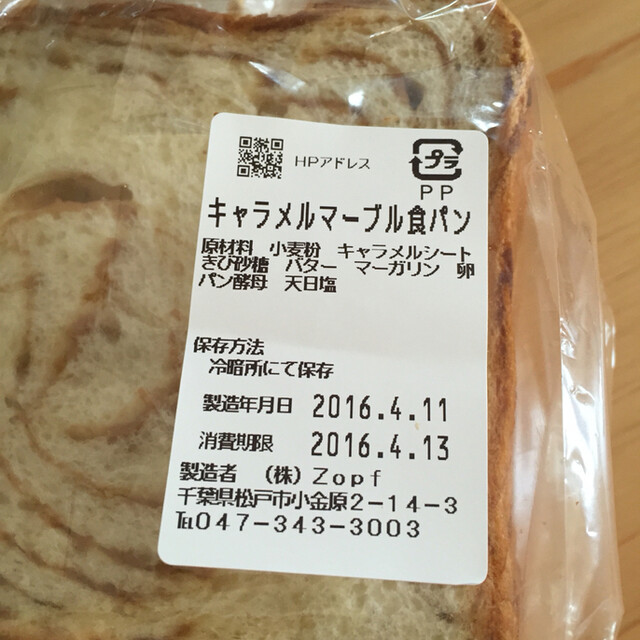 HPアドレス
プラ
PP
キャラメルマーブル食パン
原材料 小麦粉 キャラメルシート
きび砂糖 バター マーガリン 卵
パン酵母 天日塩
保存方法
冷暗所にて保存
製造年月日 2016.4.11
消費期限 2016.4.13
製造者 (株)Zopf
千葉県松戸市小金原2-14-3
℡047-343-3003